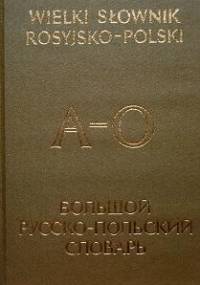 WIELKI SŁOWNIK
ROSYJSKO-POLSKI
A-O
БОЛЬШОЙ
РУССКО-ПОЛЬСКИЙ
СЛОВАРЬ